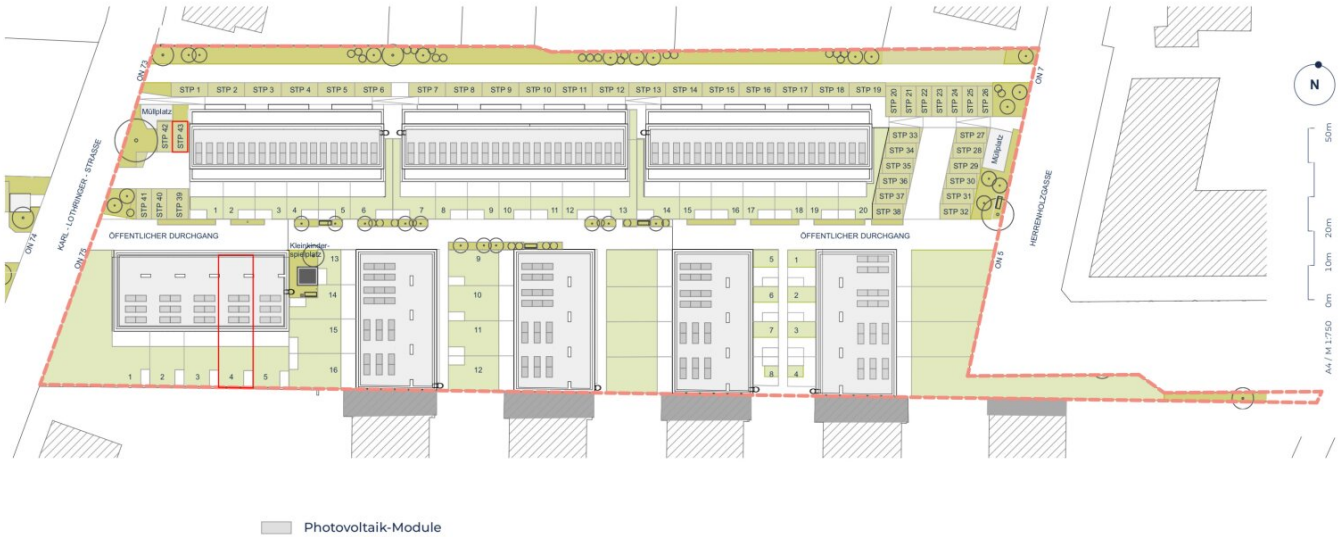 ON 73
ON 7
STP 1 STP 2 STP 3 STP 4 STP 5 STP 6 STP 7 STP 8 STP 9 STP 10 STP 11 STP 12 STP 13 STP 14 STP 15 STP 16 STP 17 STP 18 STP 19
STP 20
STP 21
STP 22
STP 23
STP 24
STP 25
STP 26
N
Müllplatz
STP 42
STP 43
STP 33
STP 34
STP 35
STP 36
STP 37
STP 38
STP 27
STP 28
STP 29
STP 30
STP 31
STP 32
Müllplatz
KARL - LOTHRINGER - STRASSE
HERRENHOLZGASSE
STP 41
STP 40
STP 39
1 2 3 4 5 6 7 8 9 10 11 12 13 14 15 16 17 18 19 20
ÖFFENTLICHER DURCHGANG
ÖFFENTLICHER DURCHGANG
ON 74
ON 75
ON 5
Kleinkinder-
spielplatz
13
14
15
16
9
10
11
12
5 1
6 2
7 3
8 4
1 2 3 4 5
50m
20m
10m
0m
A4 / M 1:750
Photovoltaik-Module